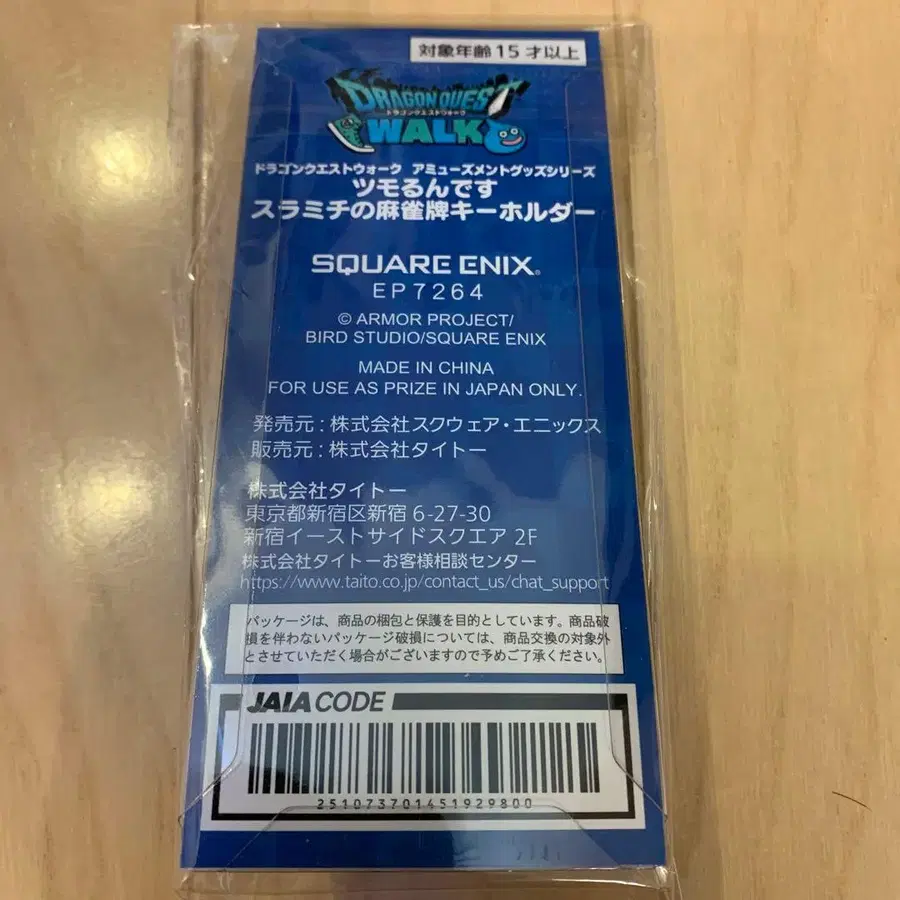 対象年齢15才以上
DRAGON QUEST
ドラゴンクエストウォーク
WALK
ドラゴンクエストウォーク アミューズメントグッズシリーズ
ツモるんです
スラミチの麻雀牌キーホルダー
SQUARE ENIX®
EP7264
© ARMOR PROJECT/
BIRD STUDIO/SQUARE ENIX
MADE IN CHINA
FOR USE AS PRIZE IN JAPAN ONLY.
発売元：株式会社スクウェア・エニックス
販売元：株式会社タイトー
株式会社タイトー
東京都新宿区新宿 6-27-30
新宿イーストサイドスクエア 2F
株式会社タイトーお客様相談センター
https://www.taito.co.jp/contact_us/chat_support
パッケージは、商品の梱包と保護を目的としています。商品破
損を伴わないパッケージ破損については、商品交換の対象外
とさせていただく場合がございますので予めご了承ください。
JAIA CODE
251073701451929800